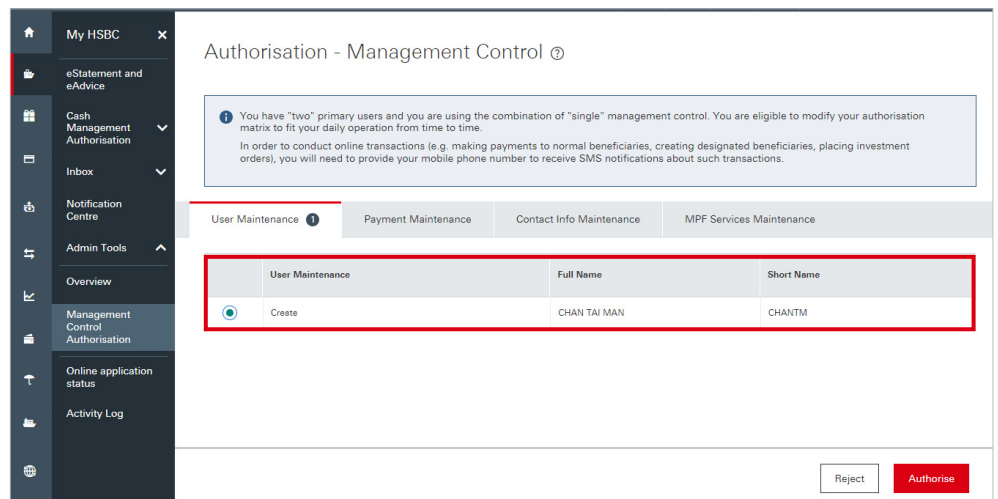 My HSBC
eStatement and
eAdvice
Cash
Management
Authorisation
Inbox
Notification
Centre
Admin Tools
Overview
Management
Control
Authorisation
Online application
status
Activity Log
Authorisation - Management Control
You have "two" primary users and you are using the combination of "single" management control. You are eligible to modify your authorisation
matrix to fit your daily operation from time to time.
In order to conduct online transactions (e.g. making payments to normal beneficiaries, creating designated beneficiaries, placing investment
orders), you will need to provide your mobile phone number to receive SMS notifications about such transactions.
User Maintenance 1 Payment Maintenance Contact Info Maintenance MPF Services Maintenance
User Maintenance Full Name Short Name
Create CHAN TAI MAN CHANTM
Reject Authorise